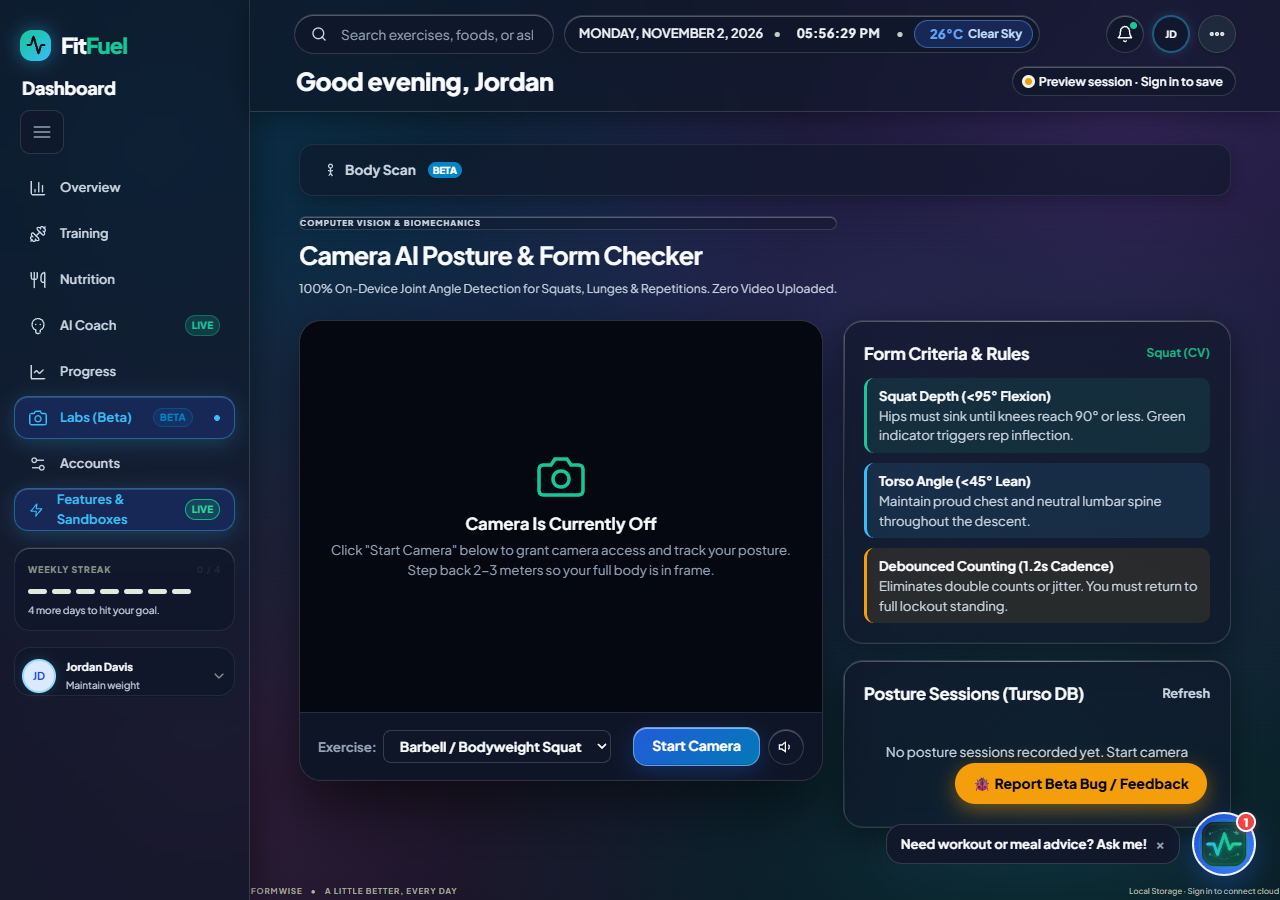 FitFuel
Dashboard
Overview
Training
Nutrition
AI Coach LIVE
Progress
Labs (Beta) BETA
Accounts
Features &
Sandboxes
LIVE
WEEKLY STREAK 0 / 4
4 more days to hit your goal.
JD
Jordan Davis
Maintain weight
Search exercises, foods, or asl
MONDAY, NOVEMBER 2, 2026 • 05:56:29 PM • 26°C Clear Sky
JD
Good evening, Jordan
Preview session · Sign in to save
Body Scan BETA
COMPUTER VISION & BIOMECHANICS
Camera AI Posture & Form Checker
100% On-Device Joint Angle Detection for Squats, Lunges & Repetitions. Zero Video Uploaded.
Camera Is Currently Off
Click "Start Camera" below to grant camera access and track your posture.
Step back 2–3 meters so your full body is in frame.
Exercise: Barbell / Bodyweight Squat Start Camera
Form Criteria & Rules Squat (CV)
Squat Depth (<95° Flexion)
Hips must sink until knees reach 90° or less. Green
indicator triggers rep inflection.
Torso Angle (<45° Lean)
Maintain proud chest and neutral lumbar spine
throughout the descent.
Debounced Counting (1.2s Cadence)
Eliminates double counts or jitter. You must return to
full lockout standing.
Posture Sessions (Turso DB) Refresh
No posture sessions recorded yet. Start camera
Report Beta Bug / Feedback
Need workout or meal advice? Ask me! ×
1
FORMWISE • A LITTLE BETTER, EVERY DAY
Local Storage · Sign in to connect cloud